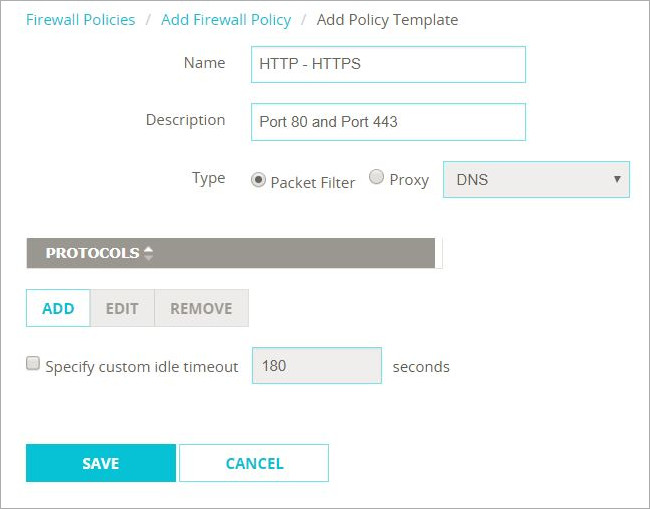 Firewall Policies / Add Firewall Policy / Add Policy Template
Name HTTP - HTTPS
Description Port 80 and Port 443
Type Packet Filter Proxy DNS
PROTOCOLS
ADD EDIT REMOVE
Specify custom idle timeout 180 seconds
SAVE CANCEL